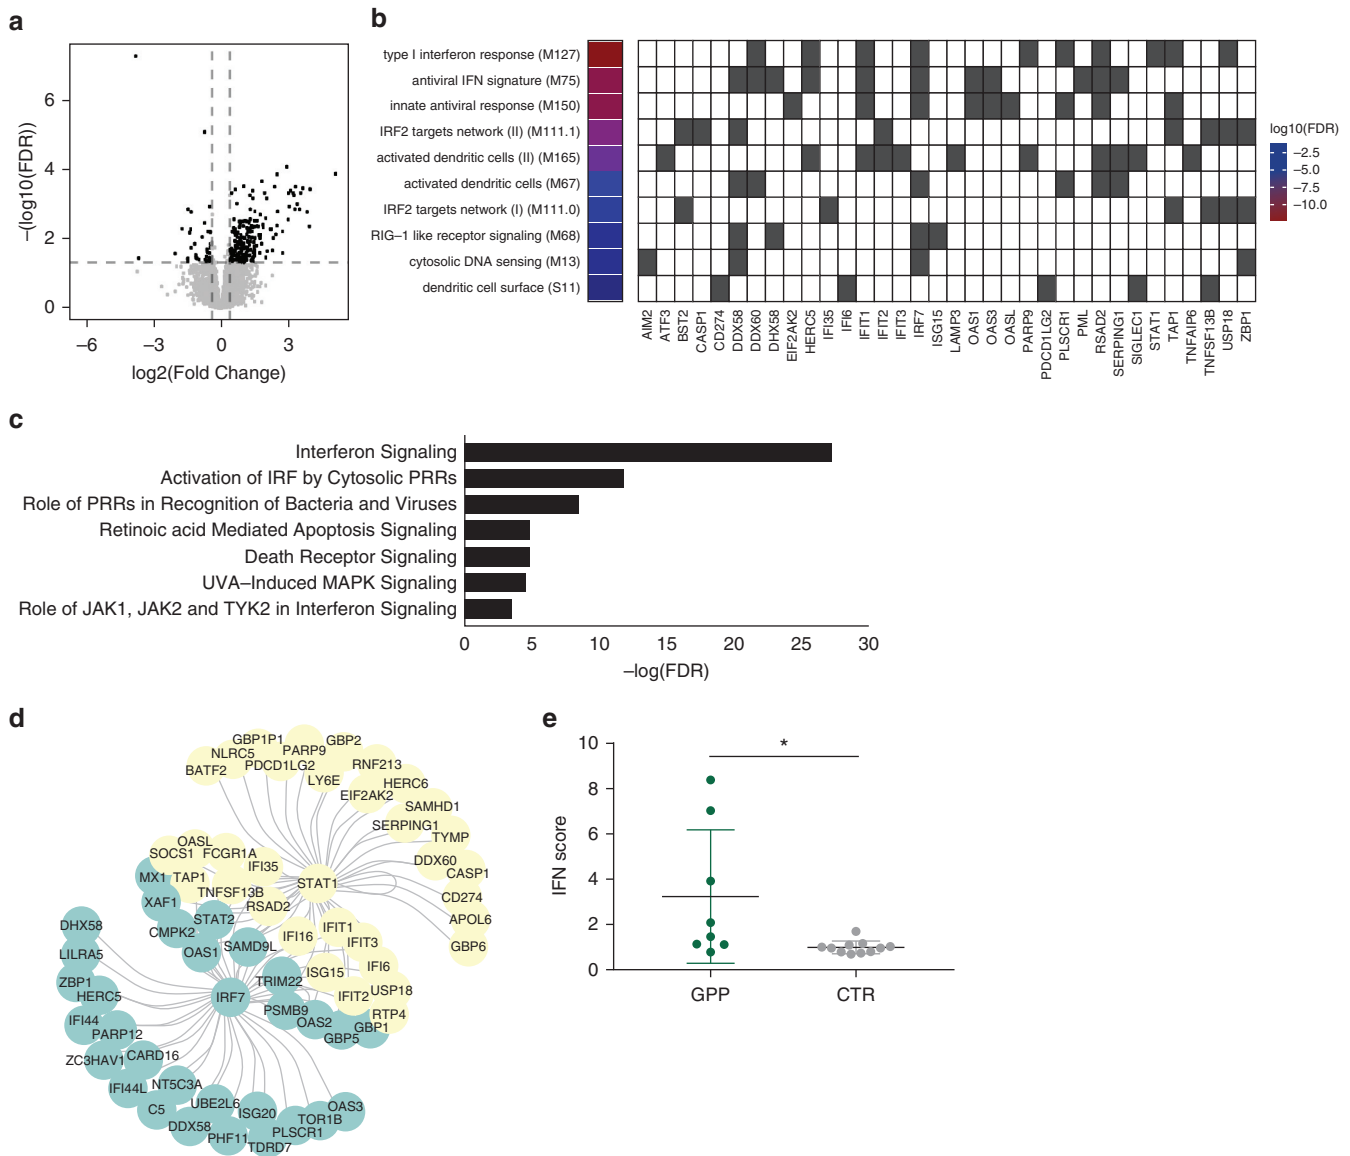 a
−(log10(FDR))
6
4
2
0
−6
−3
0
3
log2(Fold Change)
b
type I interferon response (M127)
antiviral IFN signature (M75)
innate antiviral response (M150)
IRF2 targets network (II) (M111.1)
activated dendritic cells (II) (M165)
activated dendritic cells (M67)
IRF2 targets network (I) (M111.0)
RIG−1 like receptor signaling (M68)
cytosolic DNA sensing (M13)
dendritic cell surface (S11)
AIM2
ATF3
BST2
CASP1
CD274
DDX58
DDX60
DHX58
EIF2AK2
HERC5
IFI35
IFI6
IFIT1
IFIT2
IFIT3
IRF7
ISG15
LAMP3
OAS1
OAS3
OASL
PARP9
PDCD1LG2
PLSCR1
PML
RSAD2
SERPING1
SIGLEC1
STAT1
TAP1
TNFAIP6
TNFSF13B
USP18
ZBP1
log10(FDR)
−2.5
−5.0
−7.5
−10.0
c
Interferon Signaling
Activation of IRF by Cytosolic PRRs
Role of PRRs in Recognition of Bacteria and Viruses
Retinoic acid Mediated Apoptosis Signaling
Death Receptor Signaling
UVA−Induced MAPK Signaling
Role of JAK1, JAK2 and TYK2 in Interferon Signaling
0 5 10 15 20 25 30
−log(FDR)
d
GBP1P1
GBP2
PARP9
NLRC5
PDCD1LG2
RNF213
BATF2
LY6E
HERC6
EIF2AK2
SAMHD1
SERPING1
TYMP
OASL
SOCS1
FCGR1A
DDX60
IFI35
CASP1
MX1
TAP1
STAT1
TNFSF13B
CD274
XAF1
RSAD2
STAT2
APOL6
DHX58
CMPK2
IFIT1
IFI16
IFIT3
SAMD9L
GBP6
OAS1
LILRA5
IFI6
ISG15
ZBP1
TRIM22
USP18
HERC5
IRF7
IFIT2
PSMB9
RTP4
IFI44
OAS2
GBP1
PARP12
GBP5
ZC3HAV1
CARD16
IFI44L
NT5C3A
UBE2L6
OAS3
C5
ISG20
TOR1B
DDX58
PLSCR1
PHF11
TDRD7
e
IFN score
10
8
6
4
2
0
*
GPP
CTR